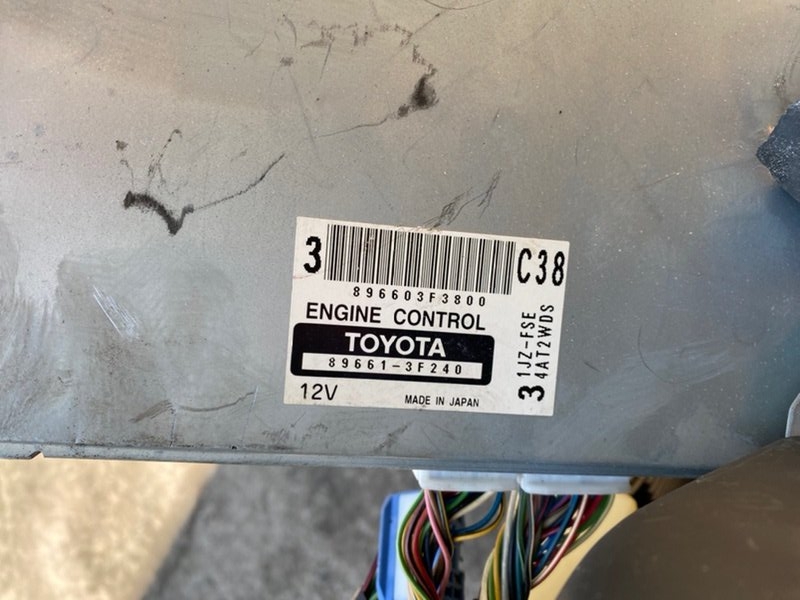 3 C38
896603F3800
ENGINE CONTROL
TOYOTA
89661-3F240
12V MADE IN JAPAN
3 1JZ-FSE
4AT2WDS